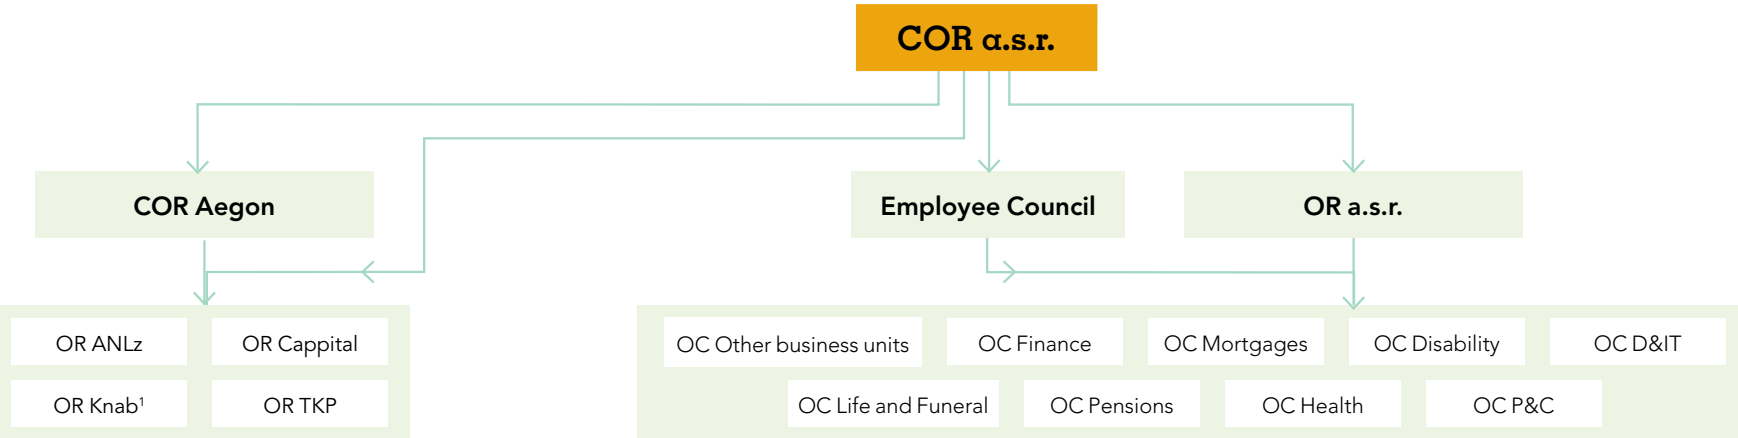 COR a.s.r.
COR Aegon
Employee Council
OR a.s.r.
OR ANLz
OR Cappital
OR Knab¹
OR TKP
OC Other business units
OC Finance
OC Mortgages
OC Disability
OC D&IT
OC Life and Funeral
OC Pensions
OC Health
OC P&C